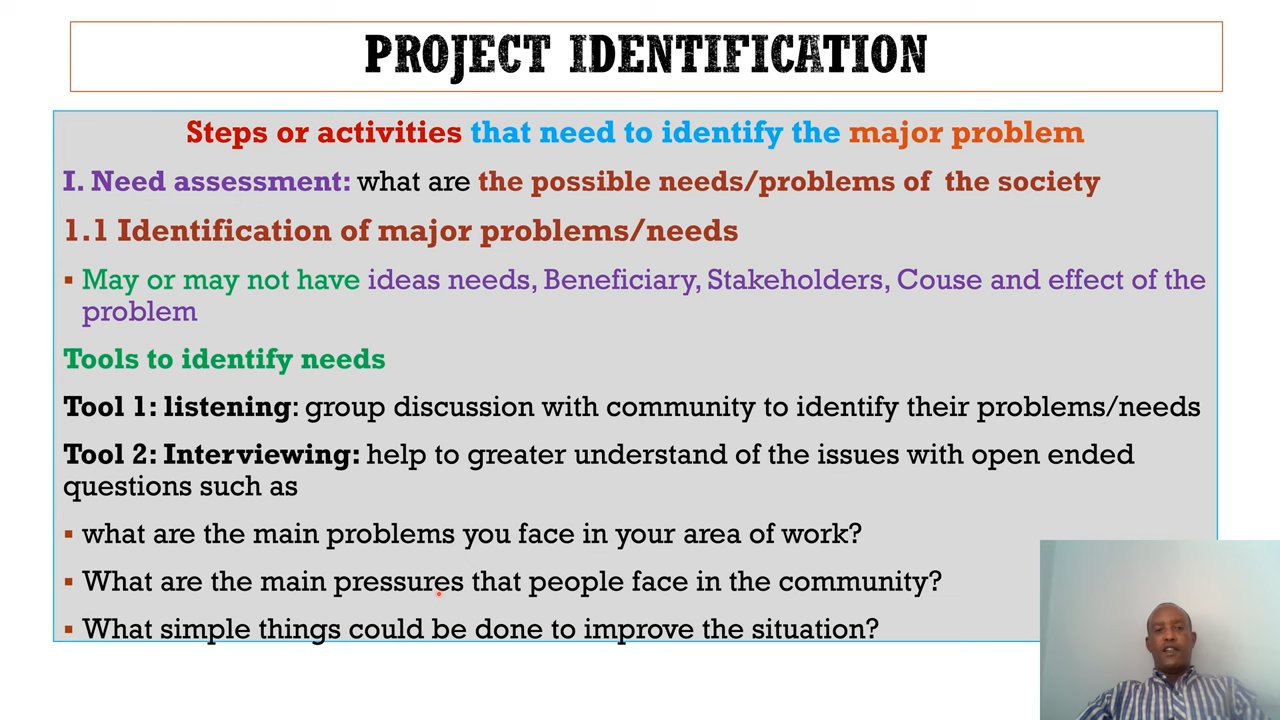 PROJECT IDENTIFICATION
Steps or activities that need to identify the major problem
I. Need assessment: what are the possible needs/problems of the society
1.1 Identification of major problems/needs
▪ May or may not have ideas needs, Beneficiary, Stakeholders, Couse and effect of the
problem
Tools to identify needs
Tool 1: listening: group discussion with community to identify their problems/needs
Tool 2: Interviewing: help to greater understand of the issues with open ended
questions such as
▪ what are the main problems you face in your area of work?
▪ What are the main pressures that people face in the community?
▪ What simple things could be done to improve the situation?